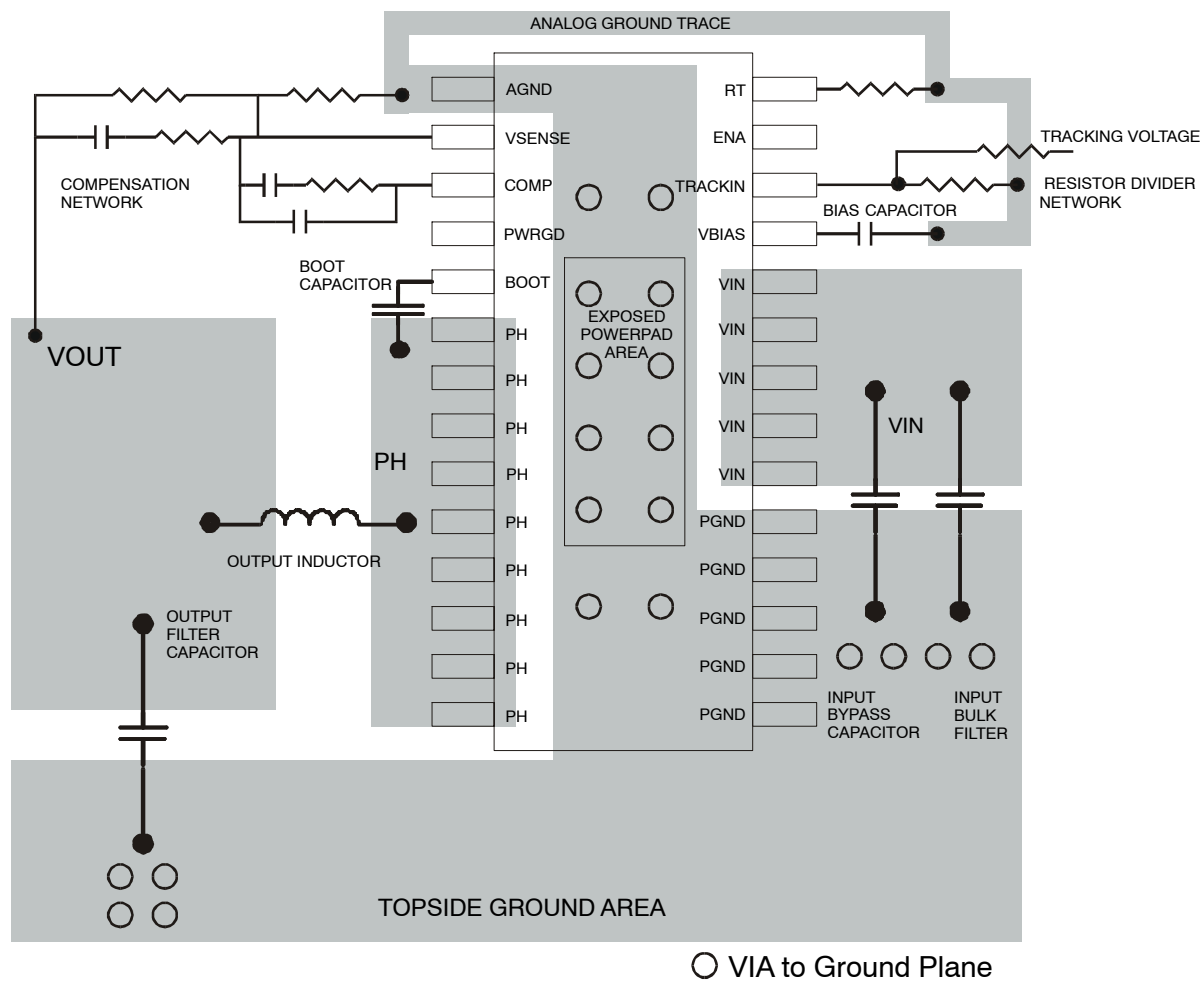 ANALOG GROUND TRACE
AGND
RT
VSENSE
ENA
TRACKING VOLTAGE
COMPENSATION
NETWORK
COMP
TRACKIN
RESISTOR DIVIDER
NETWORK
BIAS CAPACITOR
PWRGD
VBIAS
BOOT
CAPACITOR
BOOT
VIN
EXPOSED
POWERPAD
AREA
PH
VIN
VOUT
PH
VIN
PH
VIN
VIN
PH
PH
VIN
PH
PGND
OUTPUT INDUCTOR
PH
PGND
OUTPUT
FILTER
CAPACITOR
PH
PGND
PH
PGND
INPUT
BYPASS
CAPACITOR
INPUT
BULK
FILTER
PH
PGND
TOPSIDE GROUND AREA
VIA to Ground Plane